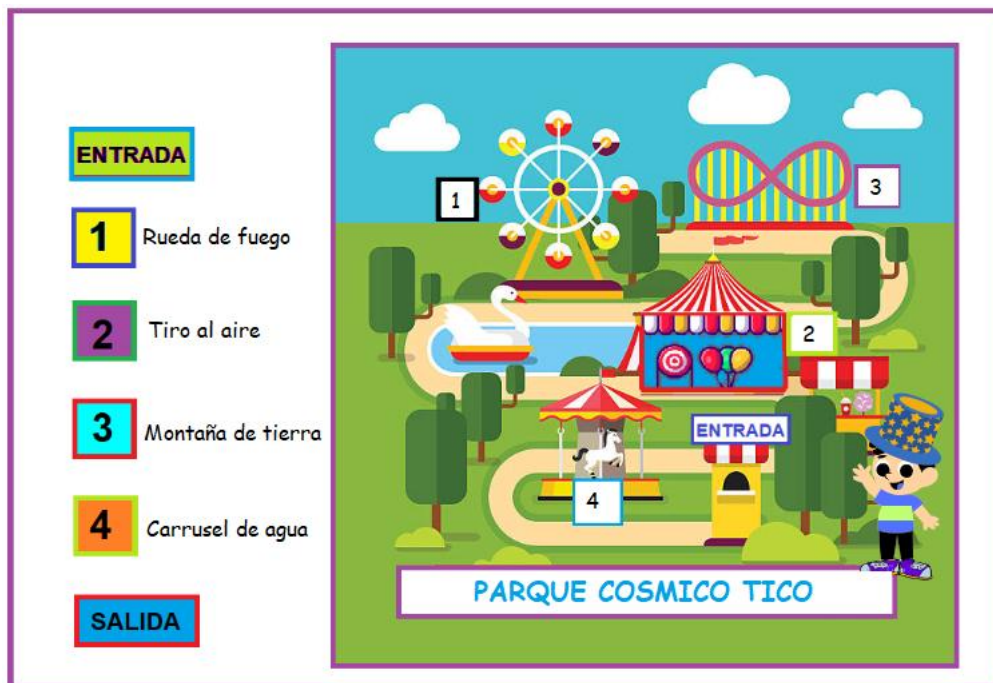 ENTRADA
1 Rueda de fuego
2 Tiro al aire
3 Montaña de tierra
4 Carrusel de agua
SALIDA
1
3
2
ENTRADA
4
PARQUE COSMICO TICO